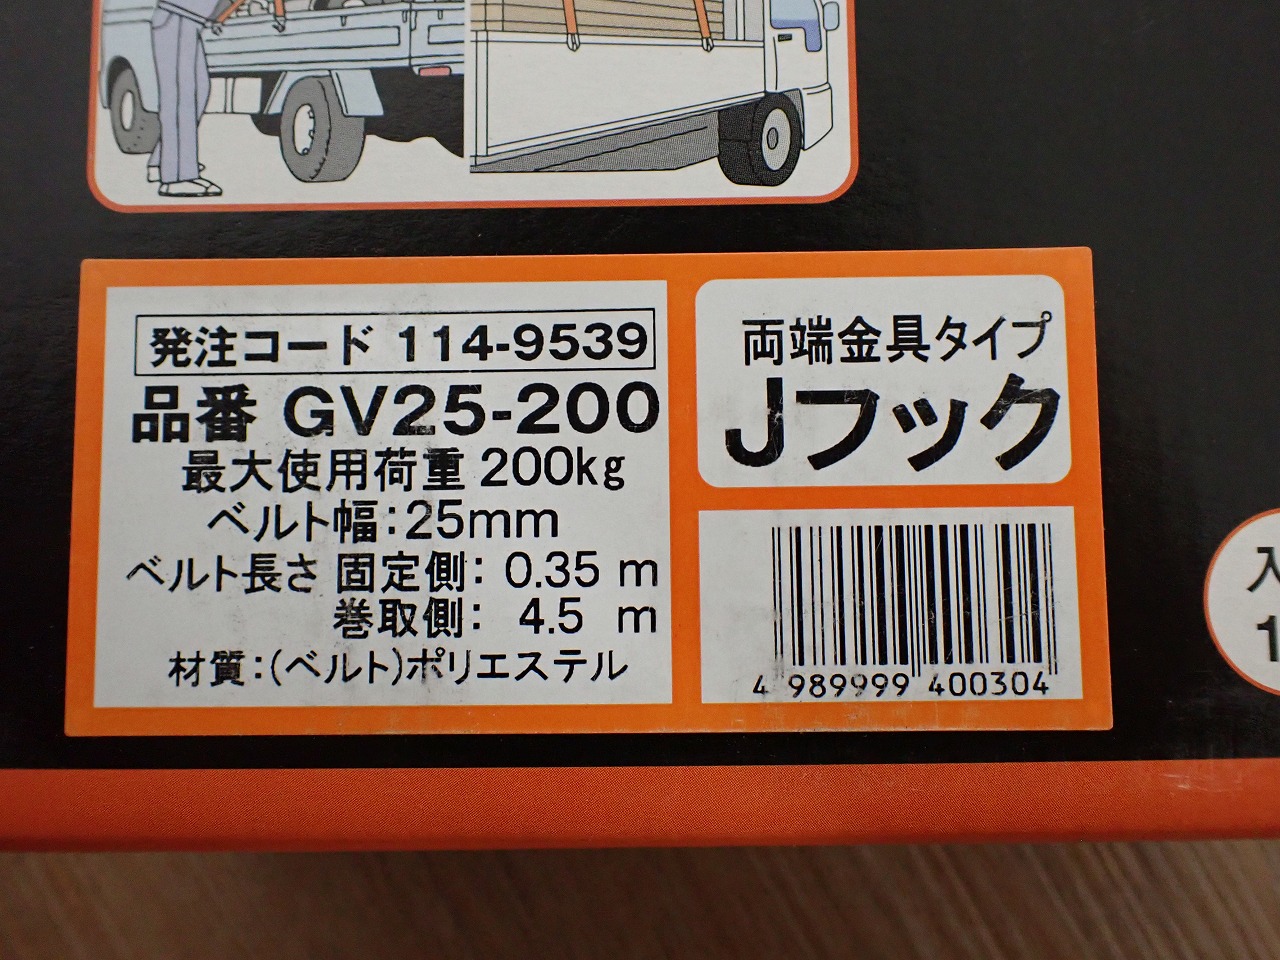 発注コード 114-9539
品番 GV25-200
最大使用荷重 200kg
ベルト幅:25mm
ベルト長さ 固定側: 0.35 m
巻取側: 4.5 m
材質:(ベルト)ポリエステル
両端金具タイプ
Jフック
4 989999 400304
入
1